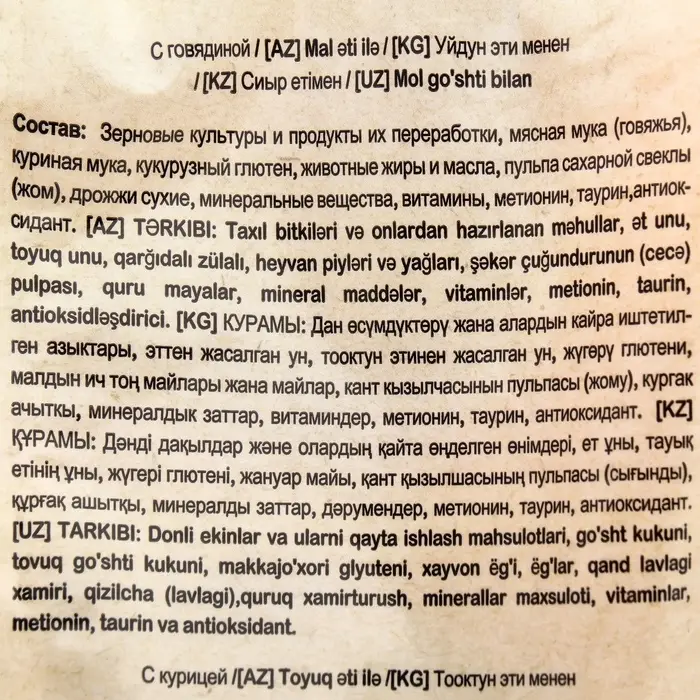 С говядиной / [AZ] Mal əti ilə / [KG] Уйдун эти менен
/ [KZ] Сиыр етімен / [UZ] Mol go'shti bilan
Состав: Зерновые культуры и продукты их переработки, мясная мука (говяжья),
куриная мука, кукурузный глютен, животные жиры и масла, пульпа сахарной свеклы
(жом), дрожжи сухие, минеральные вещества, витамины, метионин, таурин,антиок-
сидант. [AZ] TƏRKIBI: Taxıl bitkiləri və onlardan hazırlanan məhullar, ət unu,
toyuq unu, qarğıdalı zülalı, heyvan piyləri və yağları, şəkər çuğundurunun (cecə)
pulpası, quru mayalar, mineral maddələr, vitaminlər, metionin, taurin,
antioksidləşdirici. [KG] КУРАМЫ: Дан өсүмдүктөрү жана алардын кайра иштетил-
ген азыктары, эттен жасалган ун, тооктун этинен жасалган ун, жүгөрү глютени,
малдын ич тоң майлары жана майлар, кант кызылчасынын пульпасы (жому), кургак
ачыткы, минералдык заттар, витаминдер, метионин, таурин, антиоксидант. [KZ]
ҚҰРАМЫ: Дәнді дақылдар және олардың қайта өңделген өнімдері, ет ұны, тауық
етінің ұны, жүгері глютені, жануар майы, қант қызылшасының пульпасы (сығынды),
құрғақ ашытқы, минералды заттар, дәрумендер, метионин, таурин, антиоксидант.
[UZ] TARKIBI: Donli ekinlar va ularni qayta ishlash mahsulotlari, go'sht kukuni,
tovuq go'shti kukuni, makkajo'xori glyuteni, xayvon ëg'i, ëg'lar, qand lavlagi
xamiri, qizilcha (lavlagi),quruq xamirturush, minerallar maxsuloti, vitaminlar,
metionin, taurin va antioksidant.
С курицей /[AZ] Toyuq əti ilə /[KG] Тооктун эти менен